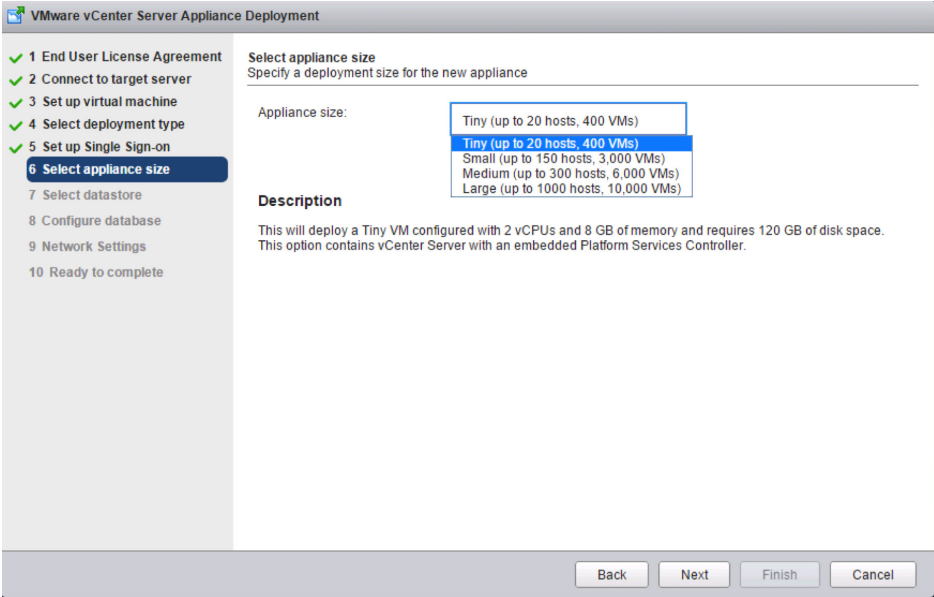 VMware vCenter Server Appliance Deployment
1 End User License Agreement
2 Connect to target server
3 Set up virtual machine
4 Select deployment type
5 Set up Single Sign-on
6 Select appliance size
7 Select datastore
8 Configure database
9 Network Settings
10 Ready to complete
Select appliance size
Specify a deployment size for the new appliance
Appliance size:
Tiny (up to 20 hosts, 400 VMs)
Tiny (up to 20 hosts, 400 VMs)
Small (up to 150 hosts, 3,000 VMs)
Medium (up to 300 hosts, 6,000 VMs)
Large (up to 1000 hosts, 10,000 VMs)
Description
This will deploy a Tiny VM configured with 2 vCPUs and 8 GB of memory and requires 120 GB of disk space.
This option contains vCenter Server with an embedded Platform Services Controller.
Back
Next
Finish
Cancel